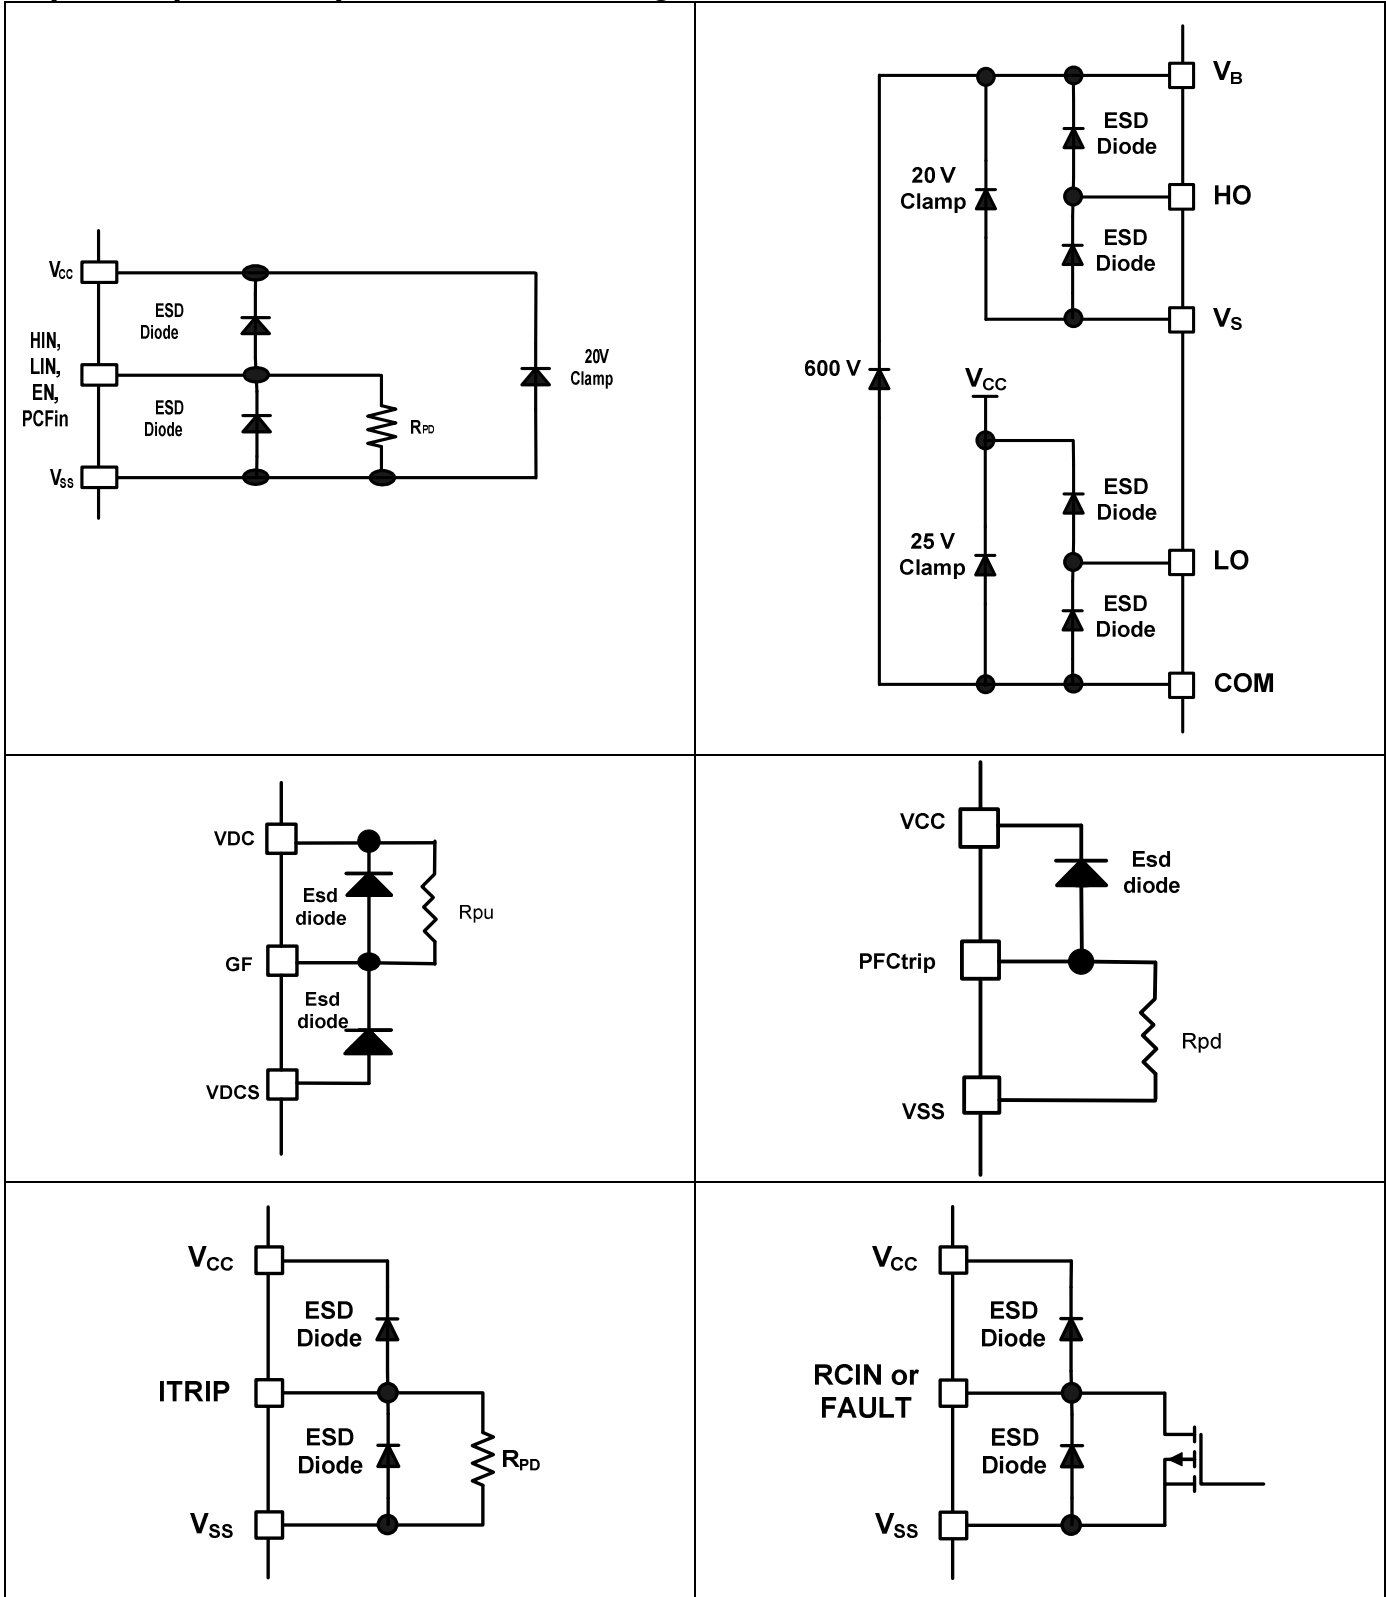 VCC
ESD
Diode
HIN,
LIN,
EN,
PCFin
20V
Clamp
ESD
Diode
RPD
VSS
VB
ESD
Diode
20 V
Clamp
HO
ESD
Diode
VS
600 V
VCC
ESD
Diode
25 V
Clamp
LO
ESD
Diode
COM
VDC
Esd
diode
Rpu
GF
Esd
diode
VDCS
VCC
Esd
diode
PFCtrip
Rpd
VSS
VCC
ESD
Diode
ITRIP
ESD
Diode
RPD
VSS
VCC
ESD
Diode
RCIN or
FAULT
ESD
Diode
VSS